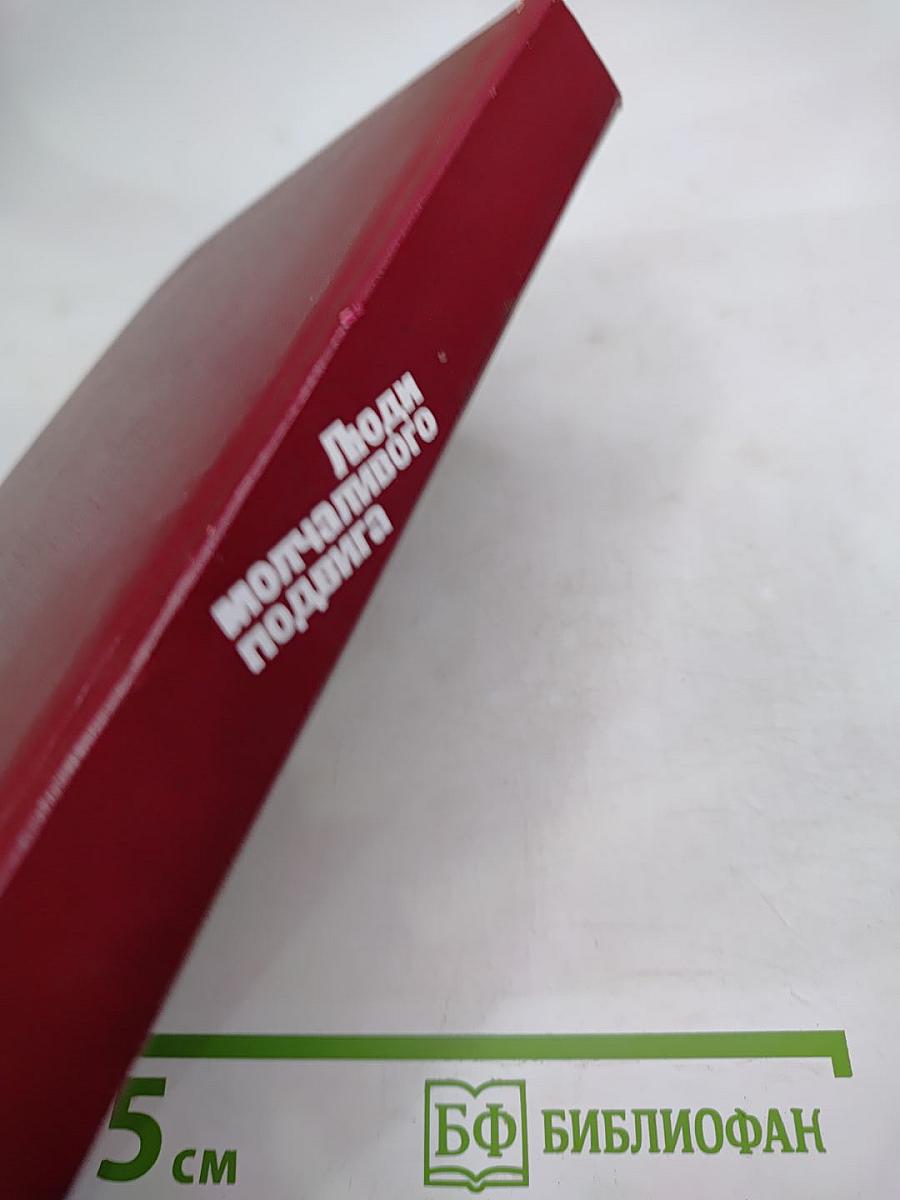 Люди
молчаливого
подвига
5 см
БФ БИБЛИОФАН